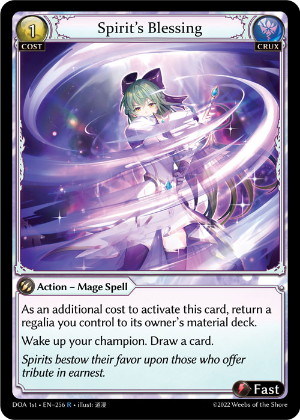 1
COST
Spirit's Blessing
CRUX
Action – Mage Spell
As an additional cost to activate this card, return a
regalia you control to its owner's material deck.
Wake up your champion. Draw a card.
Spirits bestow their favor upon those who offer
tribute in earnest.
Fast
DOA 1st • EN-256 R • illust:
©2022 Weebs of the Shore